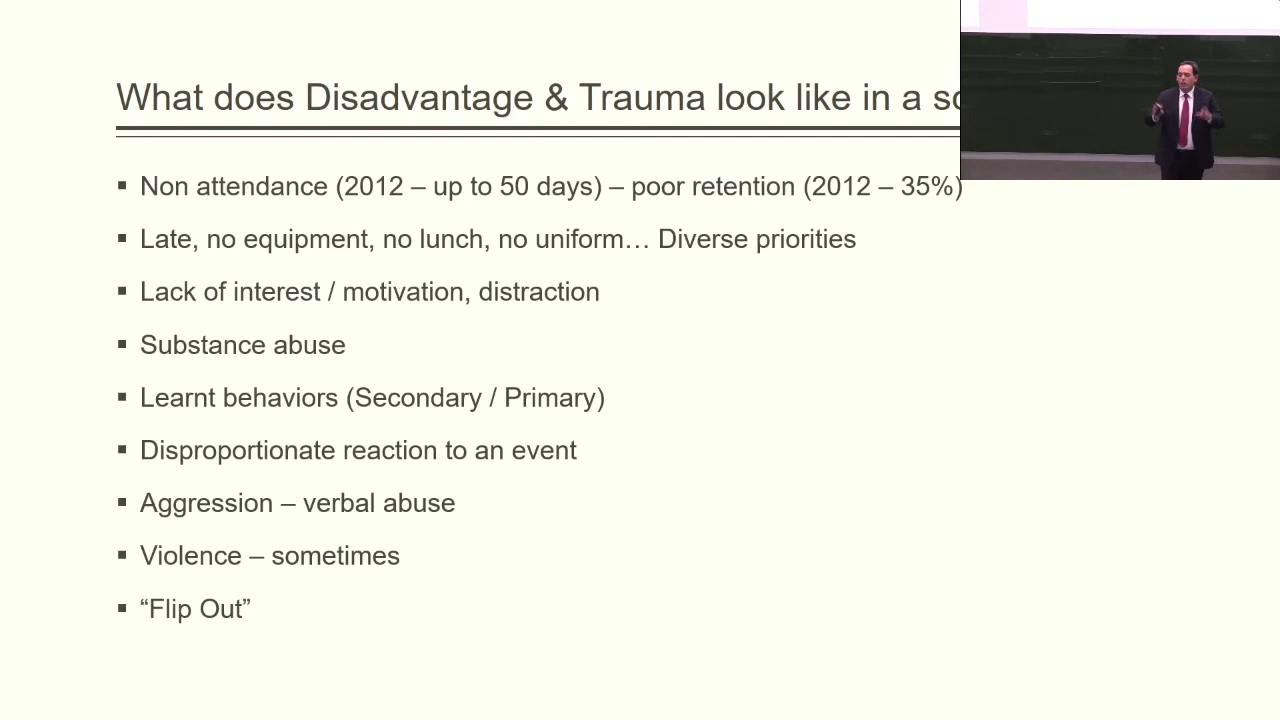 What does Disadvantage & Trauma look like in a
▪ Non attendance (2012 – up to 50 days) – poor retention (2012 – 35%)
▪ Late, no equipment, no lunch, no uniform… Diverse priorities
▪ Lack of interest / motivation, distraction
▪ Substance abuse
▪ Learnt behaviors (Secondary / Primary)
▪ Disproportionate reaction to an event
▪ Aggression – verbal abuse
▪ Violence – sometimes
▪ “Flip Out”